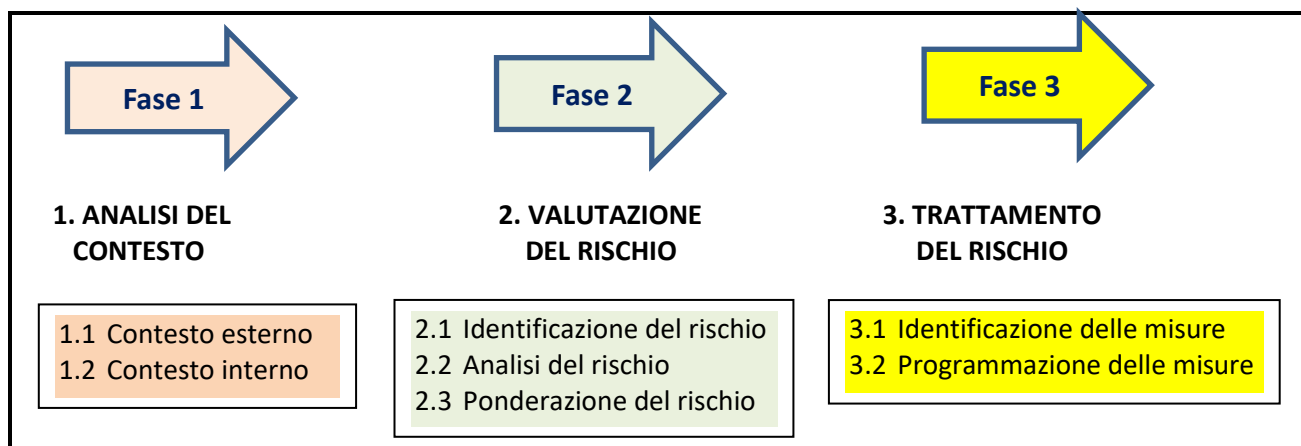 Fase 1
Fase 2
Fase 3
1. ANALISI DEL
CONTESTO
2. VALUTAZIONE
DEL RISCHIO
3. TRATTAMENTO
DEL RISCHIO
1.1 Contesto esterno
1.2 Contesto interno
2.1 Identificazione del rischio
2.2 Analisi del rischio
2.3 Ponderazione del rischio
3.1 Identificazione delle misure
3.2 Programmazione delle misure